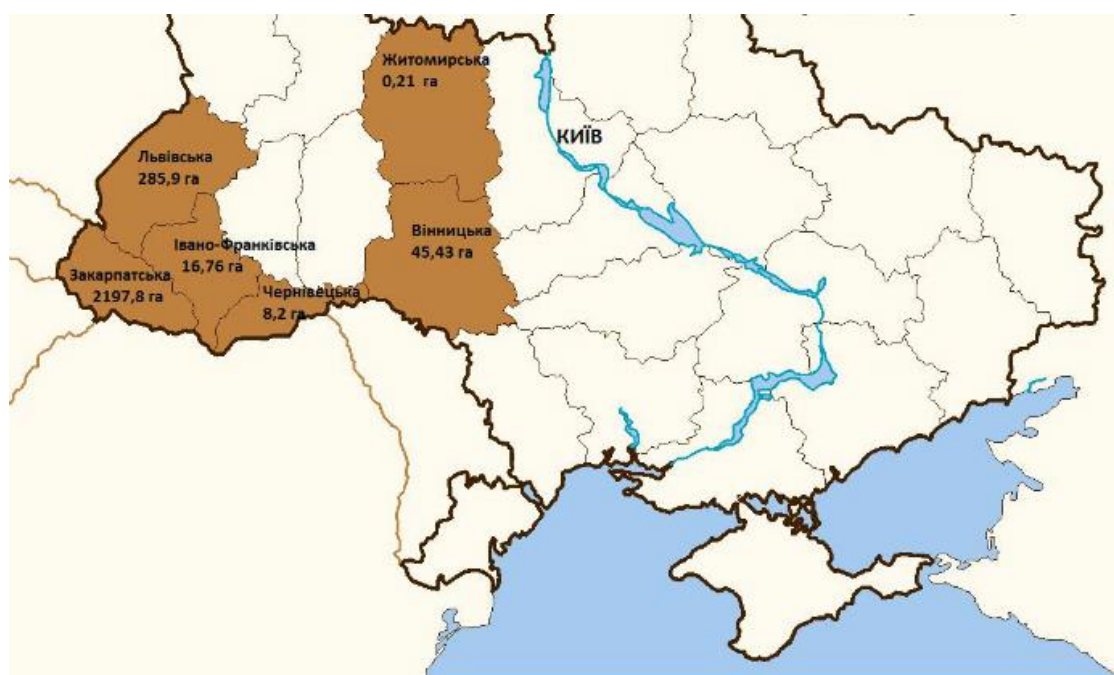 Житомирська
0,21 га
КИЇВ
Львівська
285,9 га
Вінницька
45,43 га
Івано-Франківська
16,76 га
Закарпатська
2197,8 га
Чернівецька
8,2 га